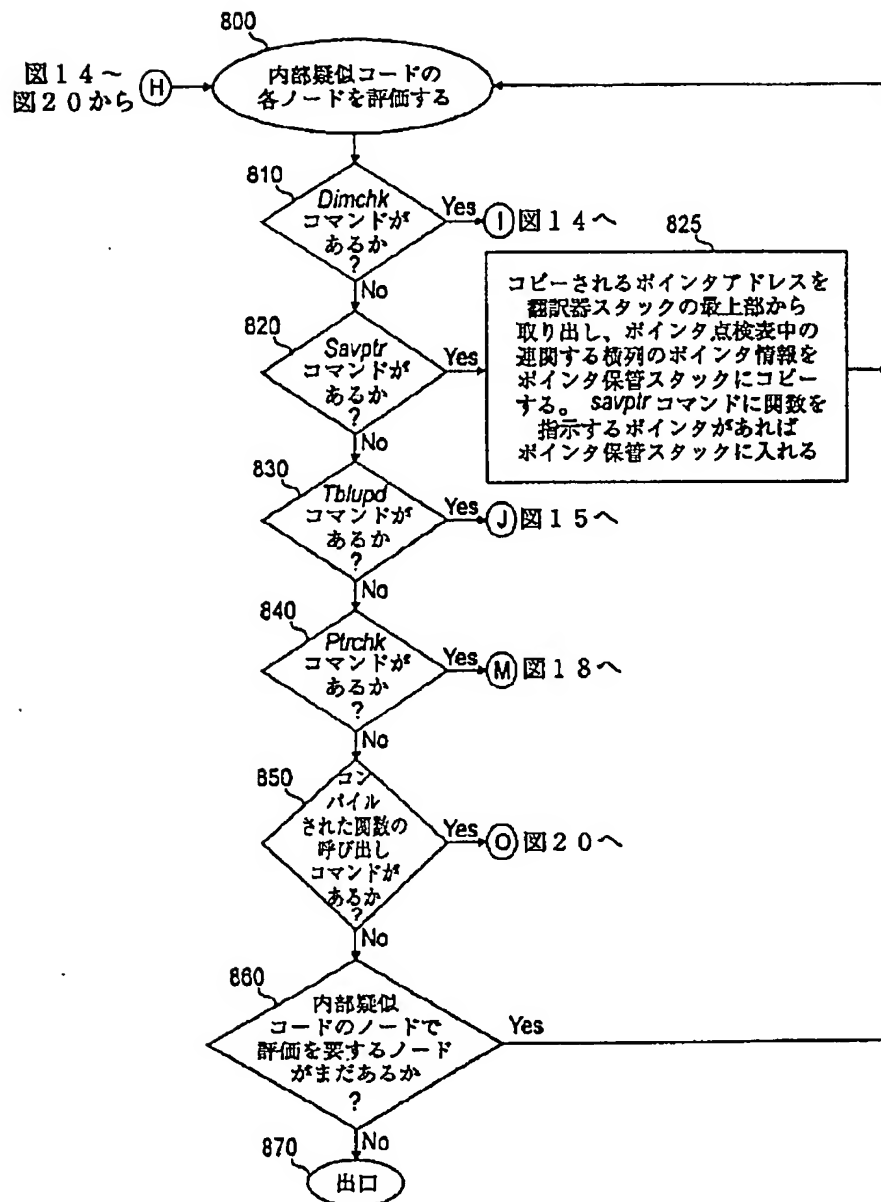 800
図14～
図20から
H
内部疑似コードの
各ノードを評価する
810
Dimchk
コマンドが
あるか
?
Yes
I
図14へ
No
820
Savptr
コマンドが
あるか
?
Yes
825
コピーされるポインタアドレスを
翻訳器スタックの最上部から
取り出し、ポインタ点検表中の
連関する横列のポインタ情報を
ポインタ保管スタックにコピー
する。savptrコマンドに関数を
指示するポインタがあれば
ポインタ保管スタックに入れる
No
830
Tblupd
コマンドが
あるか
?
Yes
J
図15へ
No
840
Ptrchk
コマンドが
あるか
?
Yes
M
図18へ
No
850
コン
パイル
された関数の
呼び出し
コマンドが
あるか
?
Yes
O
図20へ
No
860
内部疑似
コードのノードで
評価を要するノード
がまだあるか
?
Yes
No
870
出口